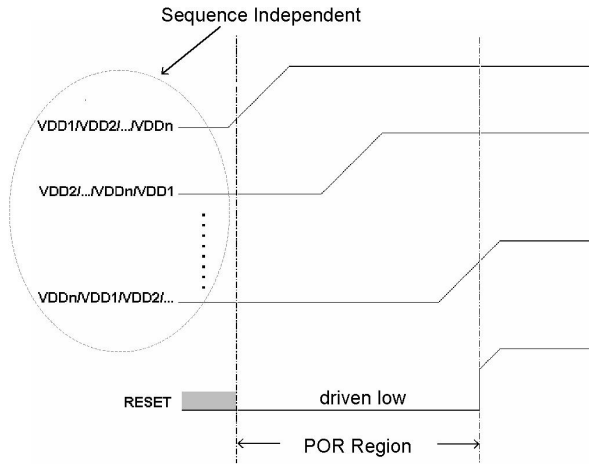 Sequence Independent
VDD1/VDD2/.../VDDn
VDD2/.../VDDn/VDD1
VDDn/VDD1/VDD2/...
RESET
driven low
POR Region